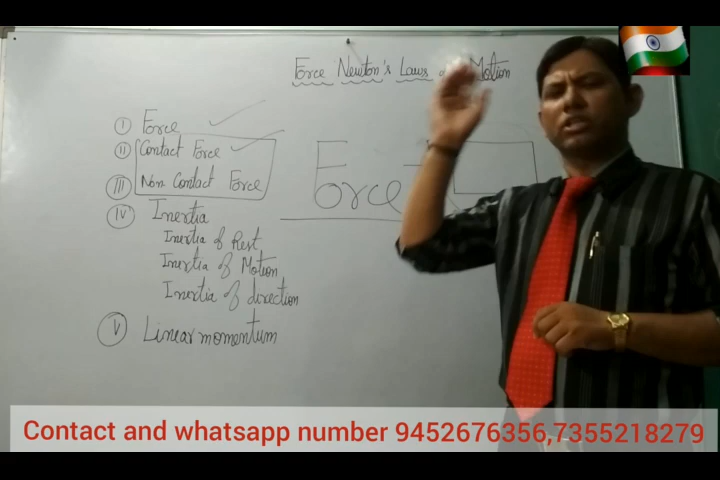 Force Newton's Laws of Motion
I Force
II Contact Force
III Non Contact Force
IV Inertia
Inertia of Rest
Inertia of Motion
Inertia of direction
V Linear momentum
Force
Contact and whatsapp number 9452676356,7355218279